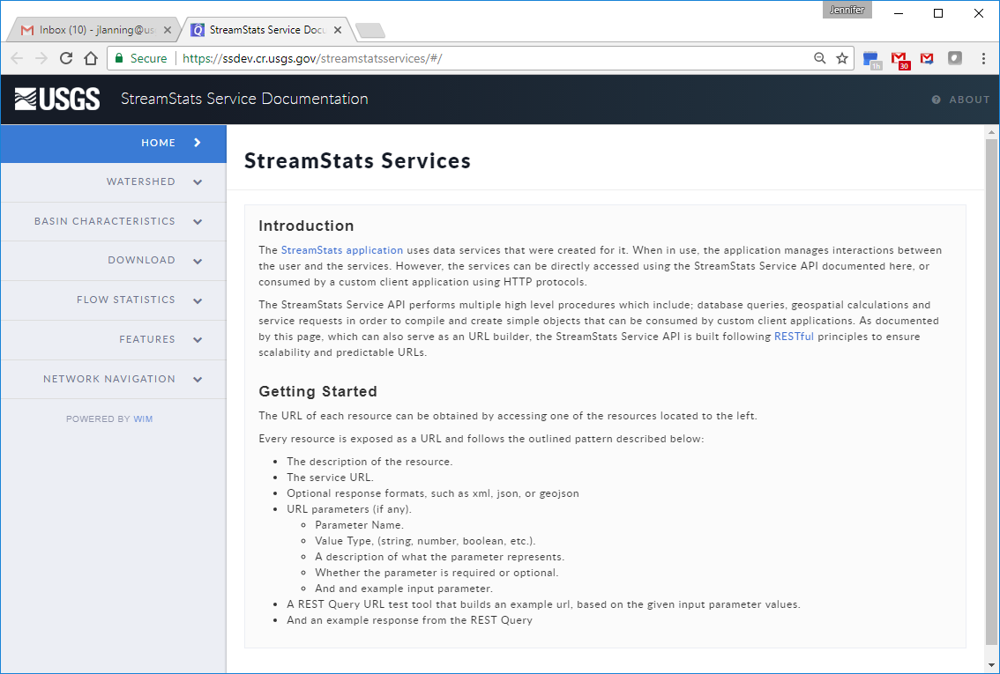 Jennifer
Inbox (10) - jlanning@us
StreamStats Service Docu
Secure
https://ssdev.cr.usgs.gov/streamstatsservices/#/
1h
30
USGS
StreamStats Service Documentation
ABOUT
HOME
WATERSHED
BASIN CHARACTERISTICS
DOWNLOAD
FLOW STATISTICS
FEATURES
NETWORK NAVIGATION
POWERED BY WIM
StreamStats Services
Introduction
The StreamStats application uses data services that were created for it. When in use, the application manages interactions between
the user and the services. However, the services can be directly accessed using the StreamStats Service API documented here, or
consumed by a custom client application using HTTP protocols.
The StreamStats Service API performs multiple high level procedures which include; database queries, geospatial calculations and
service requests in order to compile and create simple objects that can be consumed by custom client applications. As documented
by this page, which can also serve as an URL builder, the StreamStats Service API is built following RESTful principles to ensure
scalability and predictable URLs.
Getting Started
The URL of each resource can be obtained by accessing one of the resources located to the left.
Every resource is exposed as a URL and follows the outlined pattern described below:
• The description of the resource.
• The service URL.
• Optional response formats, such as xml, json, or geojson
• URL parameters (if any).
◦ Parameter Name.
◦ Value Type, (string, number, boolean, etc.).
◦ A description of what the parameter represents.
◦ Whether the parameter is required or optional.
◦ And and example input parameter.
• A REST Query URL test tool that builds an example url, based on the given input parameter values.
• And an example response from the REST Query